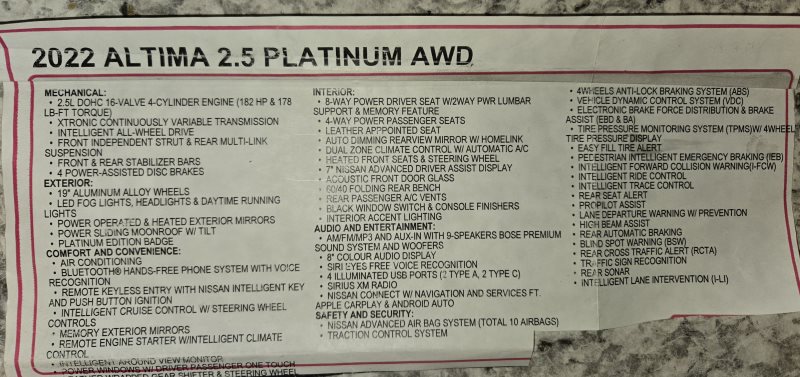 2022 ALTIMA 2.5 PLATINUM AWD
MECHANICAL:
• 2.5L DOHC 16-VALVE 4-CYLINDER ENGINE (182 HP & 178
LB-FT TORQUE)
• XTRONIC CONTINUOUSLY VARIABLE TRANSMISSION
• INTELLIGENT ALL-WHEEL DRIVE
• FRONT INDEPENDENT STRUT & REAR MULTI-LINK
SUSPENSION
• FRONT & REAR STABILIZER BARS
• 4 POWER-ASSISTED DISC BRAKES
EXTERIOR:
• 19" ALUMINUM ALLOY WHEELS
• LED FOG LIGHTS, HEADLIGHTS & DAYTIME RUNNING
LIGHTS
• POWER OPERATED & HEATED EXTERIOR MIRRORS
• POWER SLIDING MOONROOF W/ TILT
• PLATINUM EDITION BADGE
COMFORT AND CONVENIENCE:
• AIR CONDITIONING
• BLUETOOTH® HANDS-FREE PHONE SYSTEM WITH VOICE
RECOGNITION
• REMOTE KEYLESS ENTRY WITH NISSAN INTELLIGENT KEY
AND PUSH BUTTON IGNITION
• INTELLIGENT CRUISE CONTROL W/ STEERING WHEEL
CONTROLS
• MEMORY EXTERIOR MIRRORS
• REMOTE ENGINE STARTER W/INTELLIGENT CLIMATE
CONTROL
• INTELLIGENT AROUND VIEW MONITOR
• POWER WINDOWS W/ DRIVER PASSENGER ONE TOUCH
WRAPPED GEAR SHIFTER & STEERING WHEEL
INTERIOR:
• 8-WAY POWER DRIVER SEAT W/2WAY PWR LUMBAR
SUPPORT & MEMORY FEATURE
• 4-WAY POWER PASSENGER SEATS
• LEATHER APPPOINTED SEAT
• AUTO DIMMING REARVIEW MIRROR W/ HOMELINK
• DUAL ZONE CLIMATE CONTROL W/ AUTOMATIC A/C
• HEATED FRONT SEATS & STEERING WHEEL
• 7" NISSAN ADVANCED DRIVER ASSIST DISPLAY
• ACOUSTIC FRONT DOOR GLASS
• 60/40 FOLDING REAR BENCH
• REAR PASSENGER A/C VENTS
• BLACK WINDOW SWITCH & CONSOLE FINISHERS
• INTERIOR ACCENT LIGHTING
AUDIO AND ENTERTAINMENT:
• AM/FM/MP3 AUX-IN WITH 9-SPEAKERS BOSE PREMIUM
SOUND SYSTEM AND WOOFERS
• 8" COLOUR AUDIO DISPLAY
• SIRI EYES FREE VOICE RECOGNITION
• 4 ILLUMINATED USB PORTS (2 TYPE A, 2 TYPE C)
• SIRIUS XM RADIO
• NISSAN CONNECT W/ NAVIGATION AND SERVICES FT.
APPLE CARPLAY & ANDROID AUTO
SAFETY AND SECURITY:
• NISSAN ADVANCED AIR BAG SYSTEM (TOTAL 10 AIRBAGS)
• TRACTION CONTROL SYSTEM
• 4WHEELS ANTI-LOCK BRAKING SYSTEM (ABS)
• VEHICLE DYNAMIC CONTROL SYSTEM (VDC)
• ELECTRONIC BRAKE FORCE DISTRIBUTION & BRAKE
ASSIST (EBD & BA)
• TIRE PRESSURE MONITORING SYSTEM (TPMS)W/ 4WHEEL
TIRE PRESSURE DISPLAY
• EASY FILL TIRE ALERT
• PEDESTRIAN INTELLIGENT EMERGENCY BRAKING (IEB)
• INTELLIGENT FORWARD COLLISION WARNING(I-FCW)
• INTELLIGENT RIDE CONTROL
• INTELLIGENT TRACE CONTROL
• REAR SEAT ALERT
• PROPILOT ASSIST
• LANE DEPARTURE WARNING W/ PREVENTION
• HIGH BEAM ASSIST
• REAR AUTOMATIC BRAKING
• BLIND SPOT WARNING (BSW)
• REAR CROSS TRAFFIC ALERT (RCTA)
• TRAFFIC SIGN RECOGNITION
• REAR SONAR
• INTELLIGENT LANE INTERVENTION (I-LI)